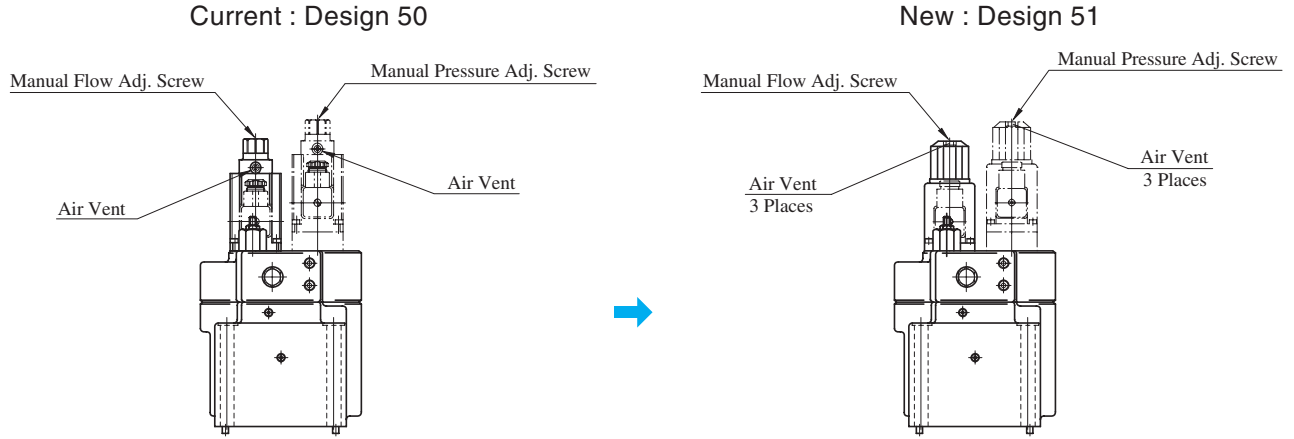 Current : Design 50
Manual Flow Adj. Screw
Manual Pressure Adj. Screw
Air Vent
Air Vent
New : Design 51
Manual Flow Adj. Screw
Manual Pressure Adj. Screw
Air Vent
3 Places
Air Vent
3 Places